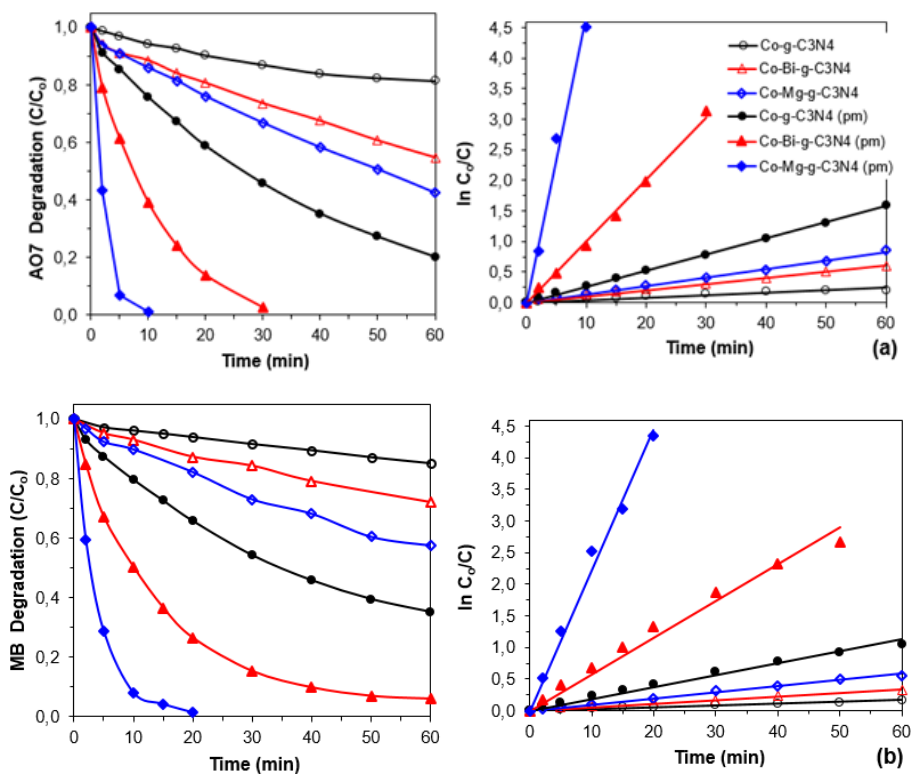 AO7 Degradation (C/Co)
1,0
0,8
0,6
0,4
0,2
0,0
0 10 20 30 40 50 60
Time (min)
ln Co/C)
4,5
4,0
3,5
3,0
2,5
2,0
1,5
1,0
0,5
0,0
0 10 20 30 40 50 60
Time (min)
Co-g-C3N4
Co-Bi-g-C3N4
Co-Mg-g-C3N4
Co-g-C3N4 (pm)
Co-Bi-g-C3N4 (pm)
Co-Mg-g-C3N4 (pm)
(a)
MB Degradation (C/Co)
1,0
0,8
0,6
0,4
0,2
0,0
0 10 20 30 40 50 60
Time (min)
ln Co/C)
4,5
4,0
3,5
3,0
2,5
2,0
1,5
1,0
0,5
0,0
0 10 20 30 40 50 60
Time (min)
(b)